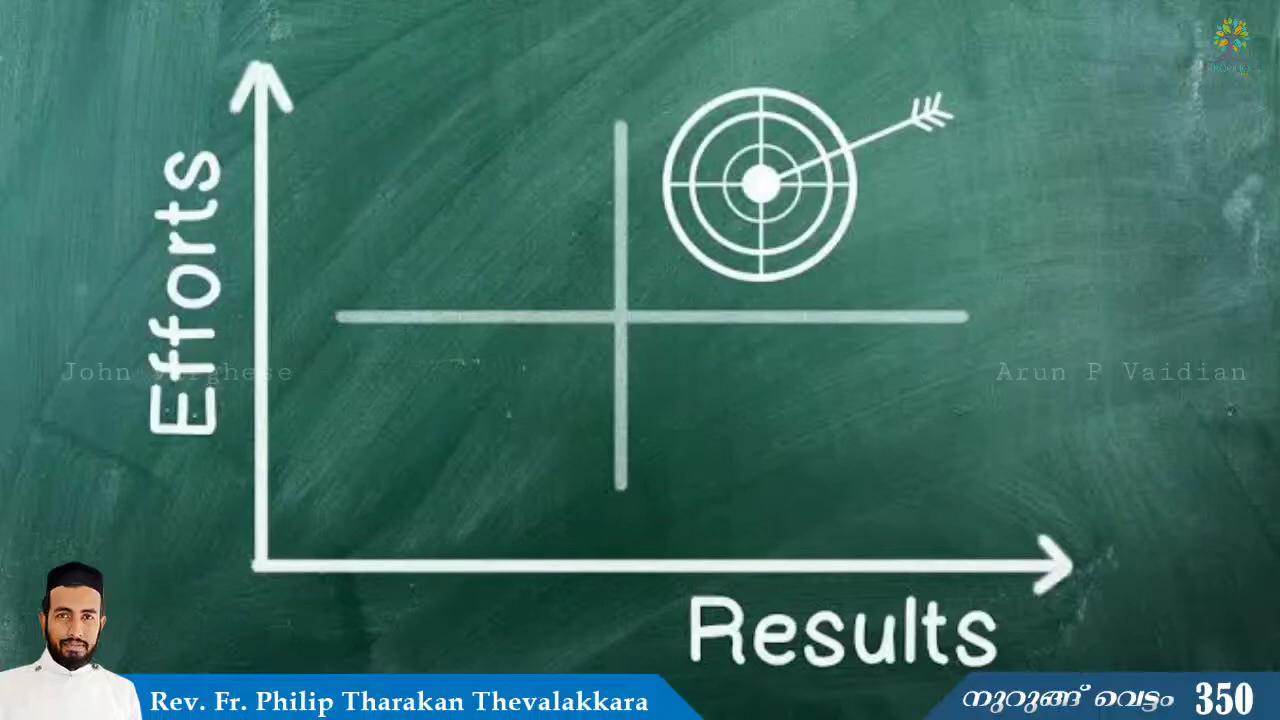 Efforts
John Varghese
Arun P Vaidian
Results
Rev. Fr. Philip Tharakan Thevalakkara
നുറുങ്ങ് വെട്ടം 350